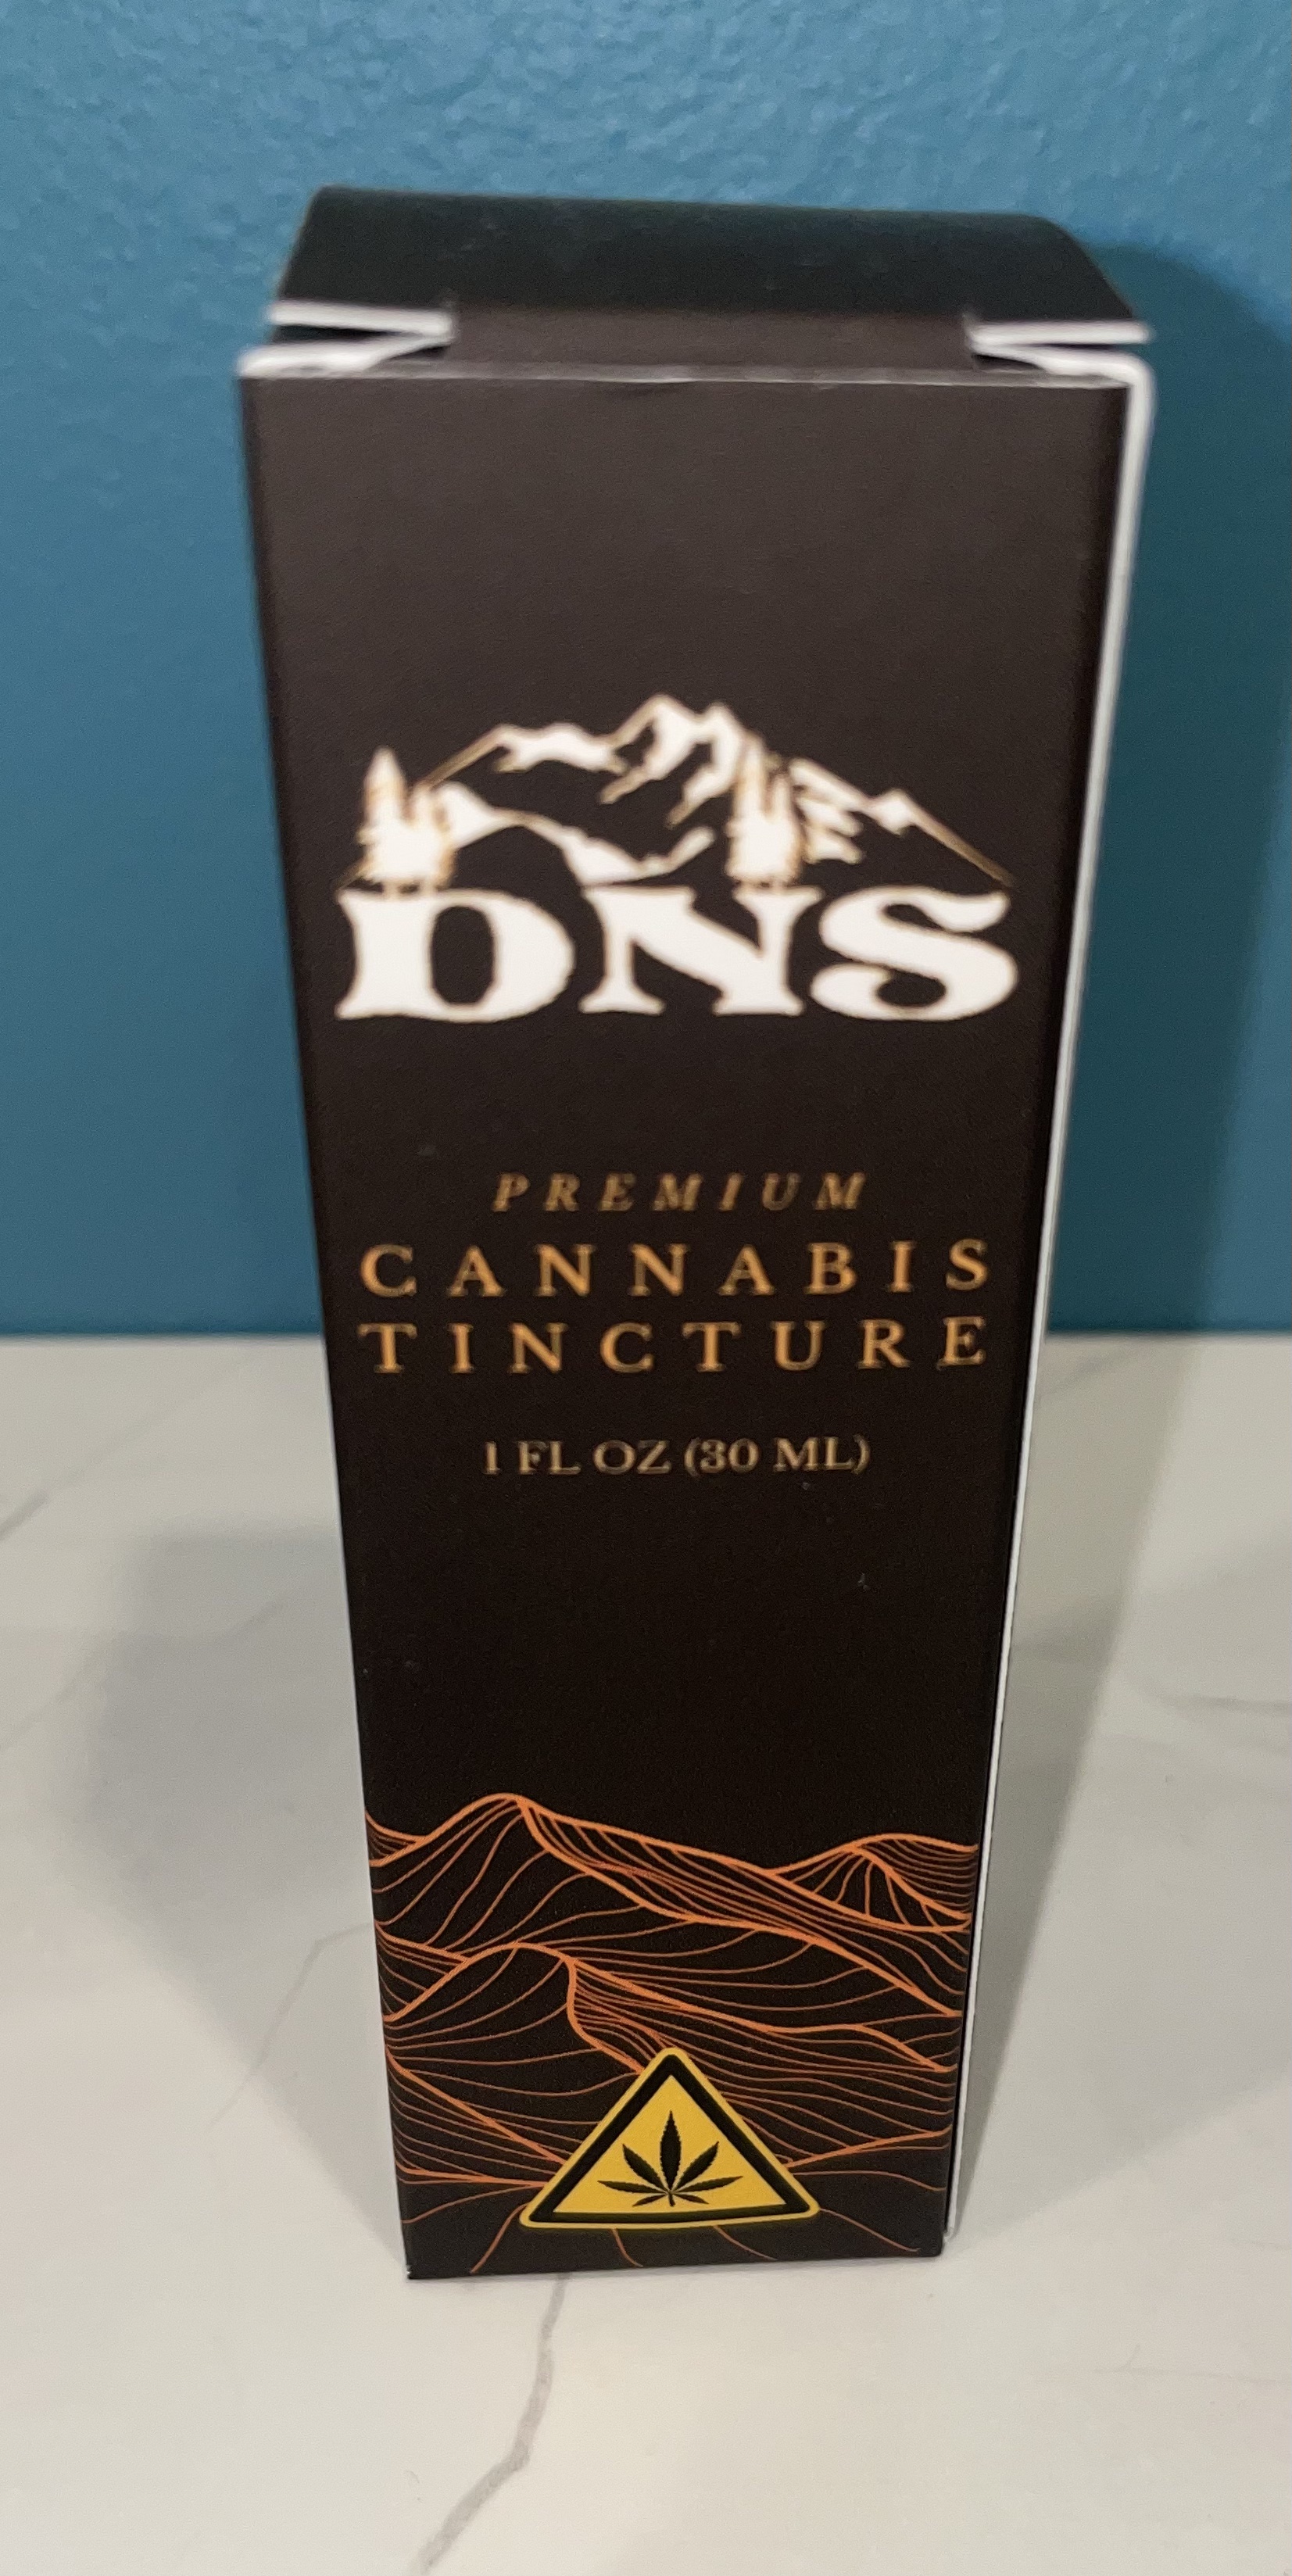 DNS
PREMIUM
CANNABIS
TINCTURE
1 FL OZ (30 ML)